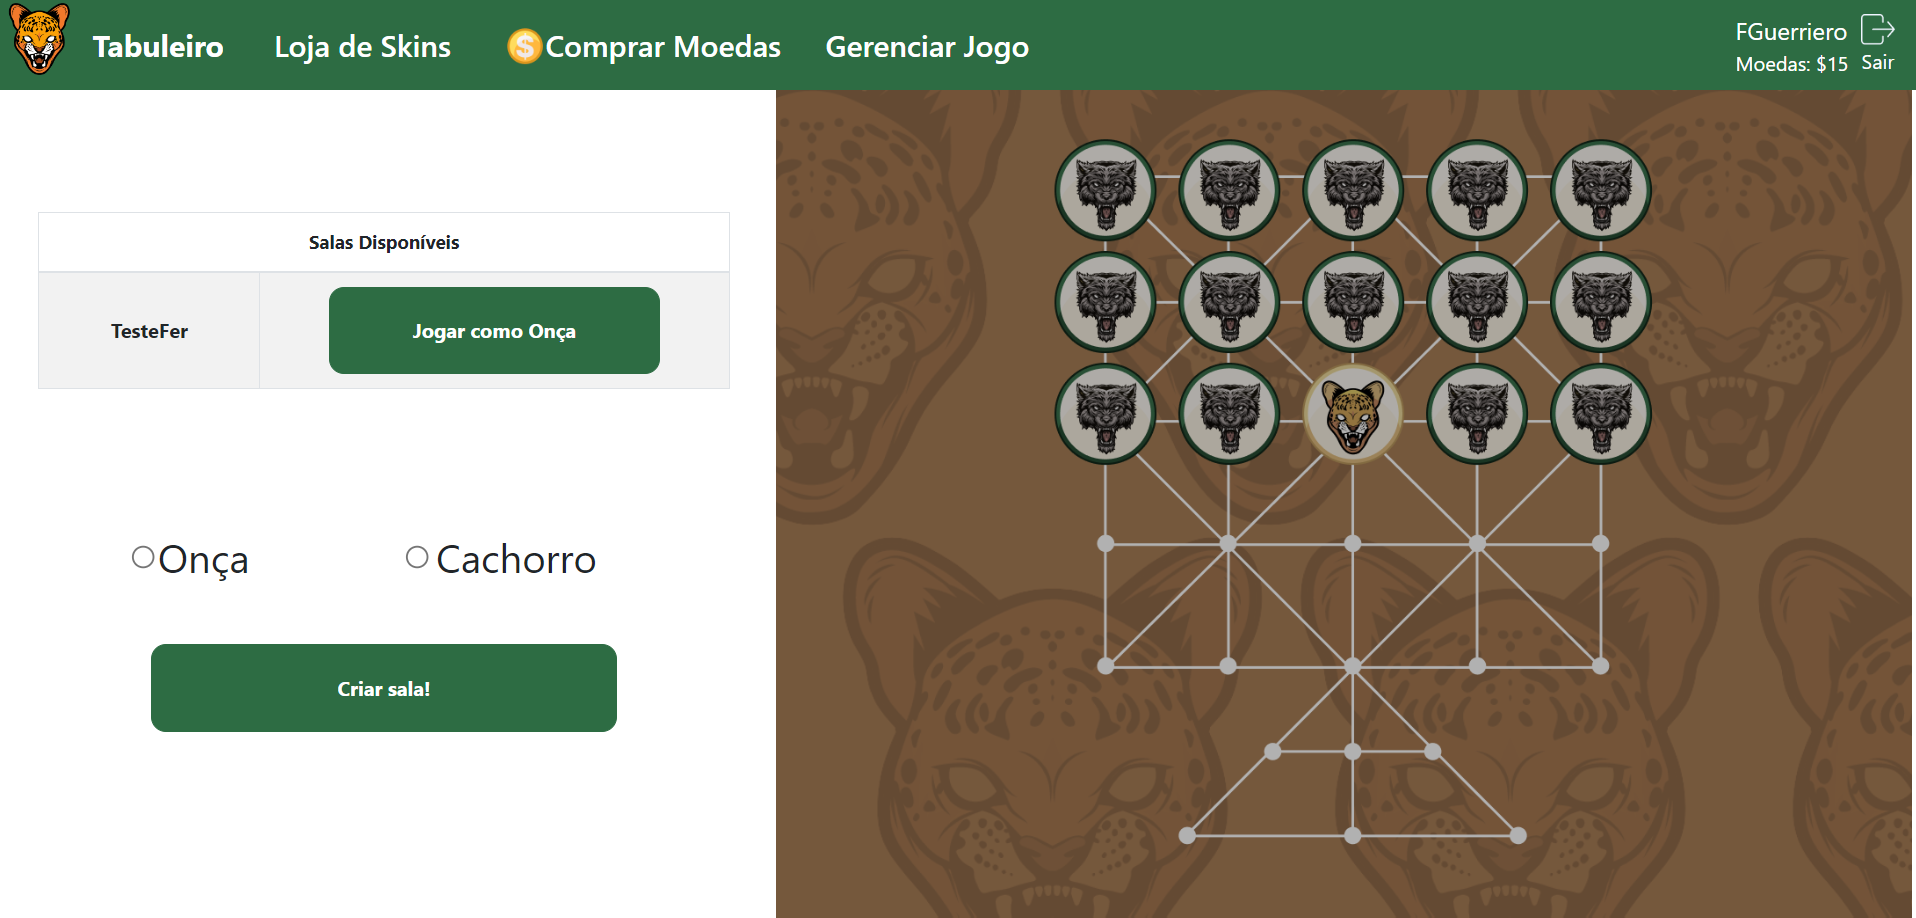 Tabuleiro
Loja de Skins
$ Comprar Moedas
Gerenciar Jogo
FGuerriero
Moedas: $15
Sair
Salas Disponíveis
TesteFer
Jogar como Onça
Onça
Cachorro
Criar sala!